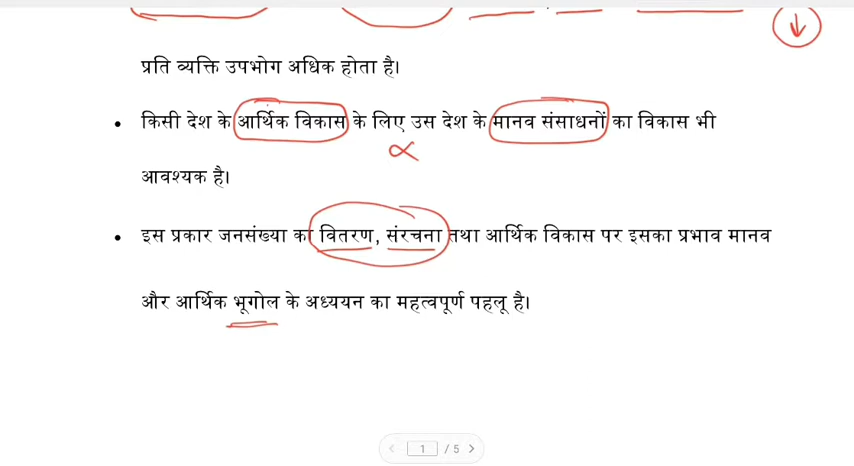 प्रति व्यक्ति उपभोग अधिक होता है।
• किसी देश के आर्थिक विकास के लिए उस देश के मानव संसाधनों का विकास भी
∝
आवश्यक है।
• इस प्रकार जनसंख्या का वितरण, संरचना तथा आर्थिक विकास पर इसका प्रभाव मानव
और आर्थिक भूगोल के अध्ययन का महत्वपूर्ण पहलू है।
1 / 5